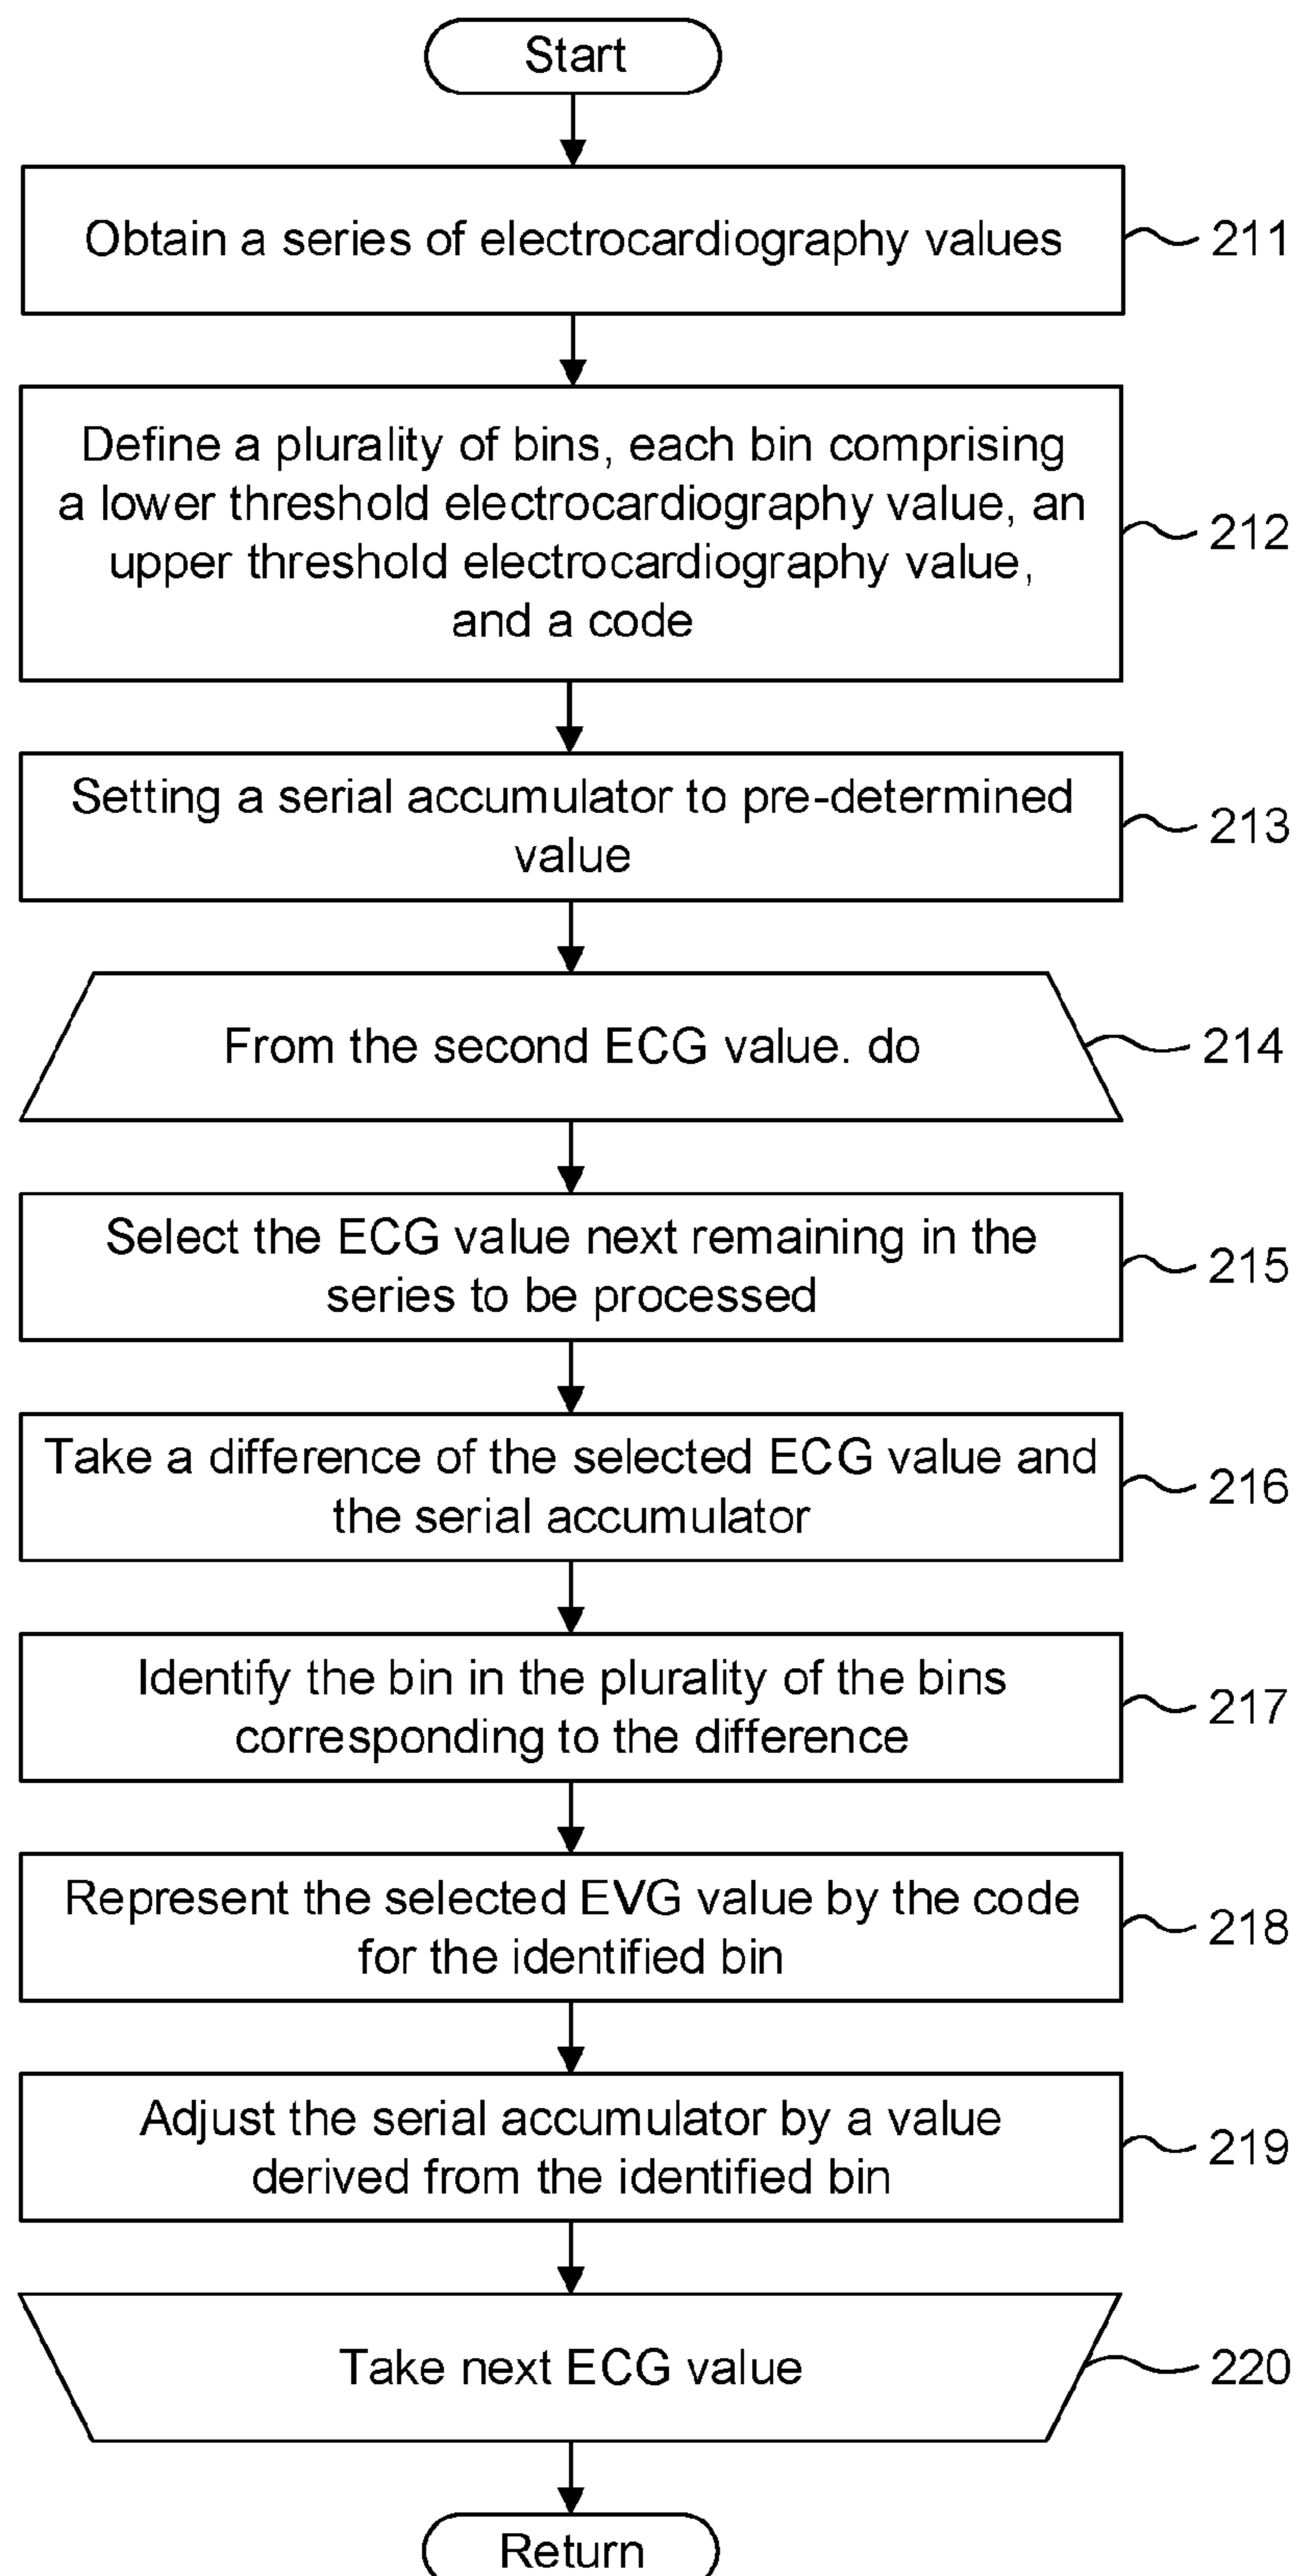 Start
Obtain a series of electrocardiography values
211
Define a plurality of bins, each bin comprising
a lower threshold electrocardiography value, an
upper threshold electrocardiography value,
and a code
212
Setting a serial accumulator to pre-determined
value
213
From the second ECG value. do
214
Select the ECG value next remaining in the
series to be processed
215
Take a difference of the selected ECG value and
the serial accumulator
216
Identify the bin in the plurality of the bins
corresponding to the difference
217
Represent the selected EVG value by the code
for the identified bin
218
Adjust the serial accumulator by a value
derived from the identified bin
219
Take next ECG value
220
Return